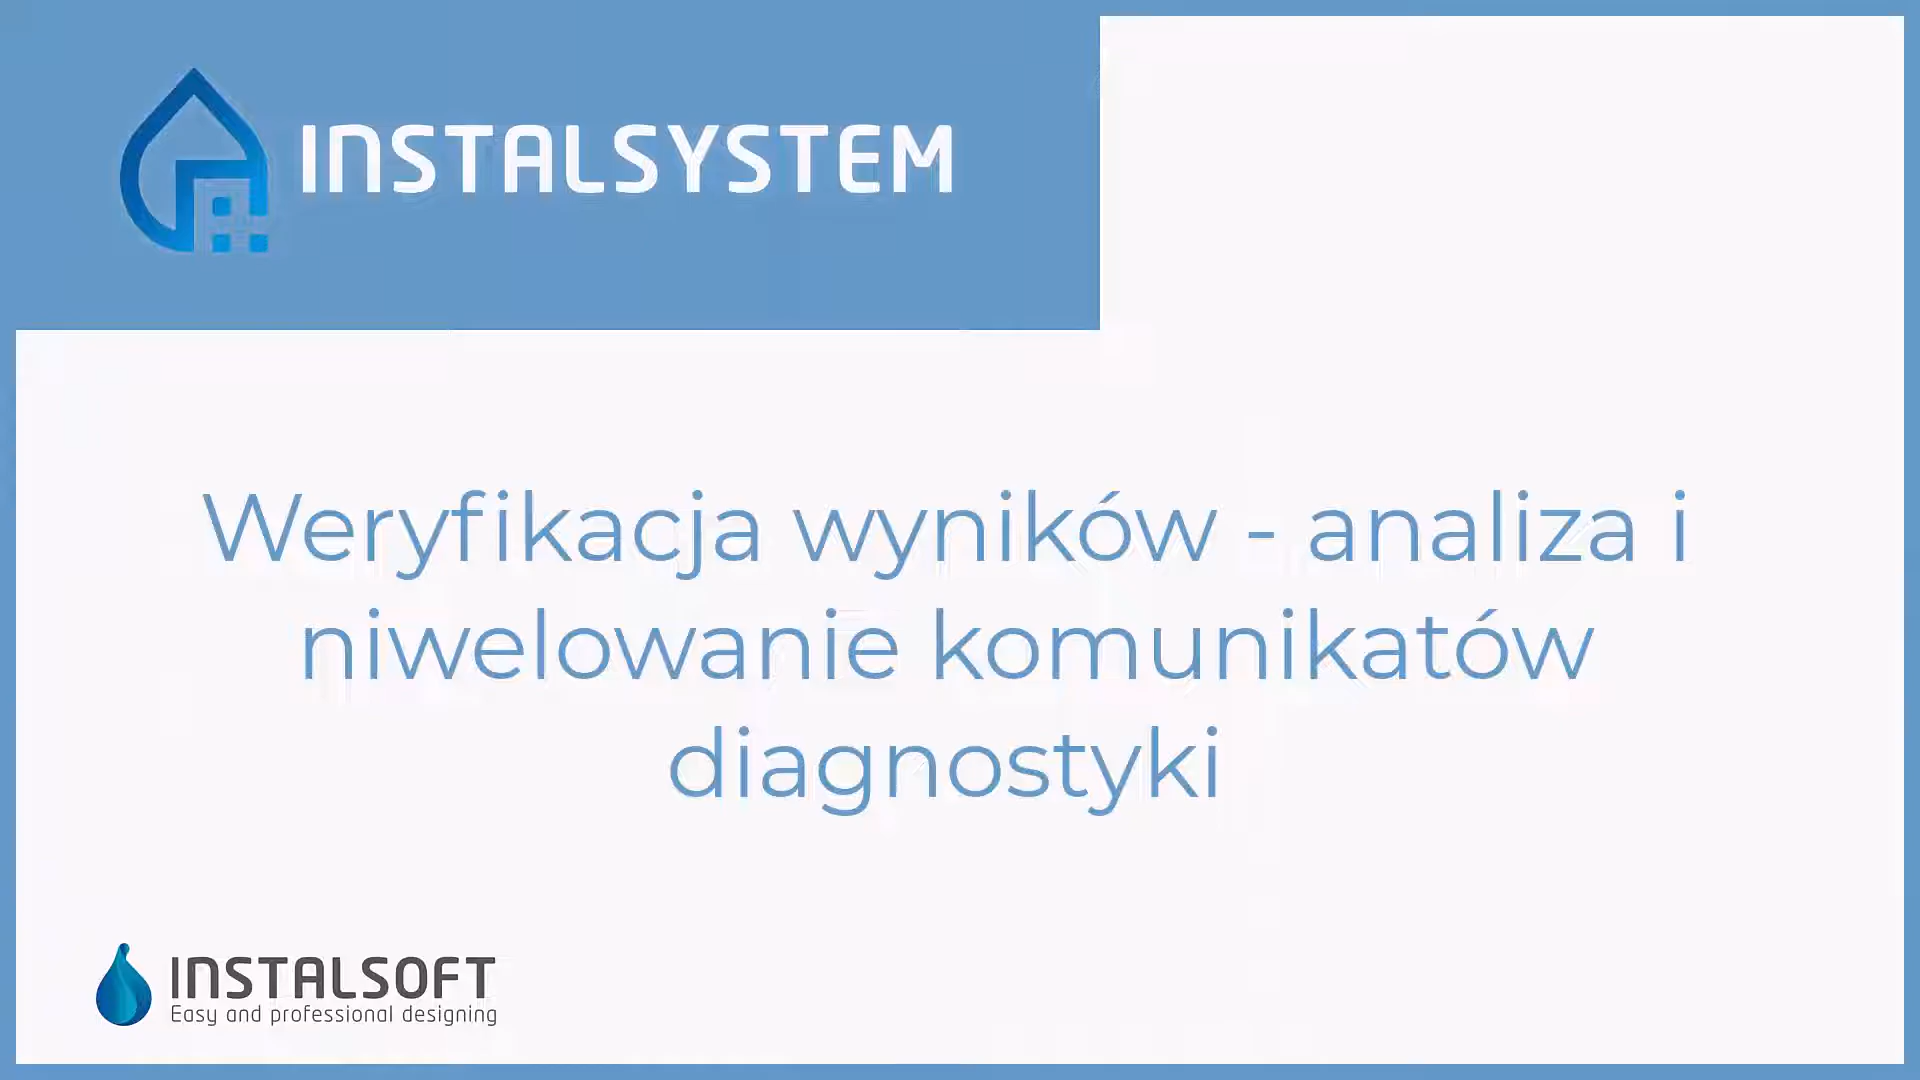 INSTALSYSTEM
Weryfikacja wyników - analiza i
niwelowanie komunikatów
diagnostyki
INSTALSOFT
Easy and professional designing